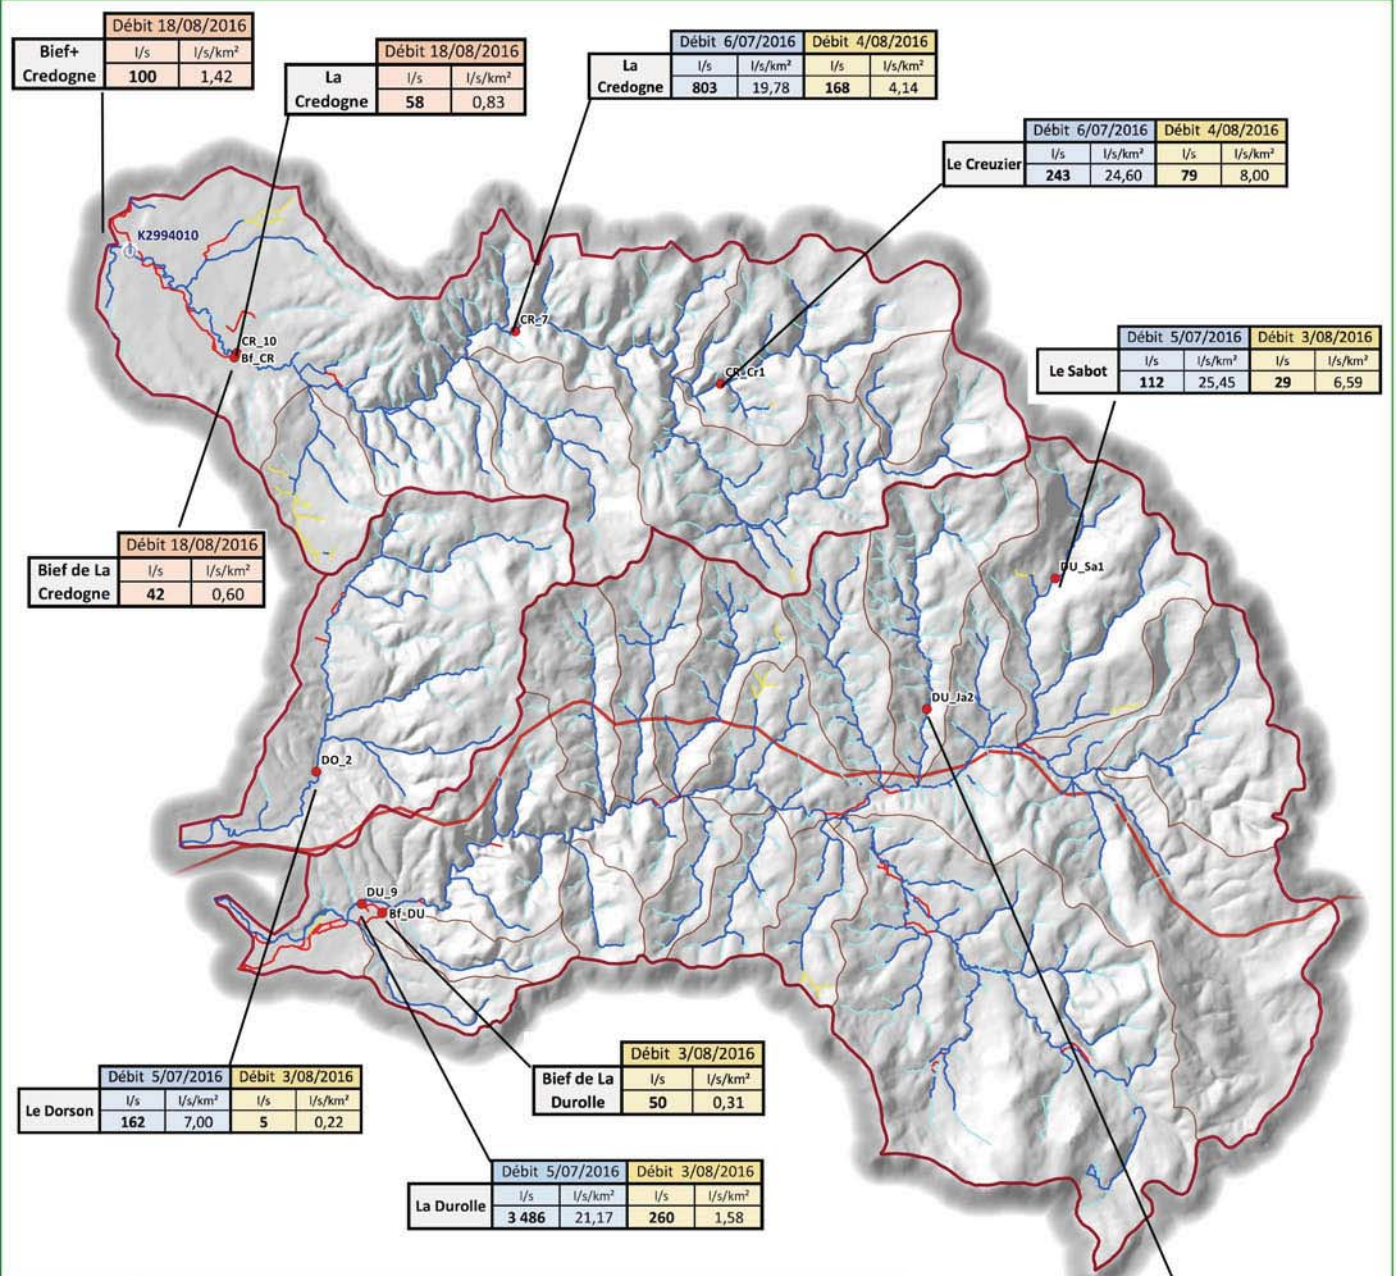 Débit 18/08/2016
Bief+ Credogne
l/s l/s/km²
100 1,42
Débit 18/08/2016
La Credogne
l/s l/s/km²
58 0,83
Débit 6/07/2016 Débit 4/08/2016
La Credogne
l/s l/s/km² l/s l/s/km²
803 19,78 168 4,14
Débit 6/07/2016 Débit 4/08/2016
Le Creuzier
l/s l/s/km² l/s l/s/km²
243 24,60 79 8,00
K2994010
CR_7
CR_10
Bf_CR
CR_Cr1
Débit 5/07/2016 Débit 3/08/2016
Le Sabot
l/s l/s/km² l/s l/s/km²
112 25,45 29 6,59
Débit 18/08/2016
Bief de La Credogne
l/s l/s/km²
42 0,60
DU_Sa1
DU_Ja2
DO_2
DU_9
Bf_DU
Débit 3/08/2016
Bief de La Durolle
l/s l/s/km²
50 0,31
Débit 5/07/2016 Débit 3/08/2016
Le Dorson
l/s l/s/km² l/s l/s/km²
162 7,00 5 0,22
Débit 5/07/2016 Débit 3/08/2016
La Durolle
l/s l/s/km² l/s l/s/km²
3 486 21,17 260 1,58